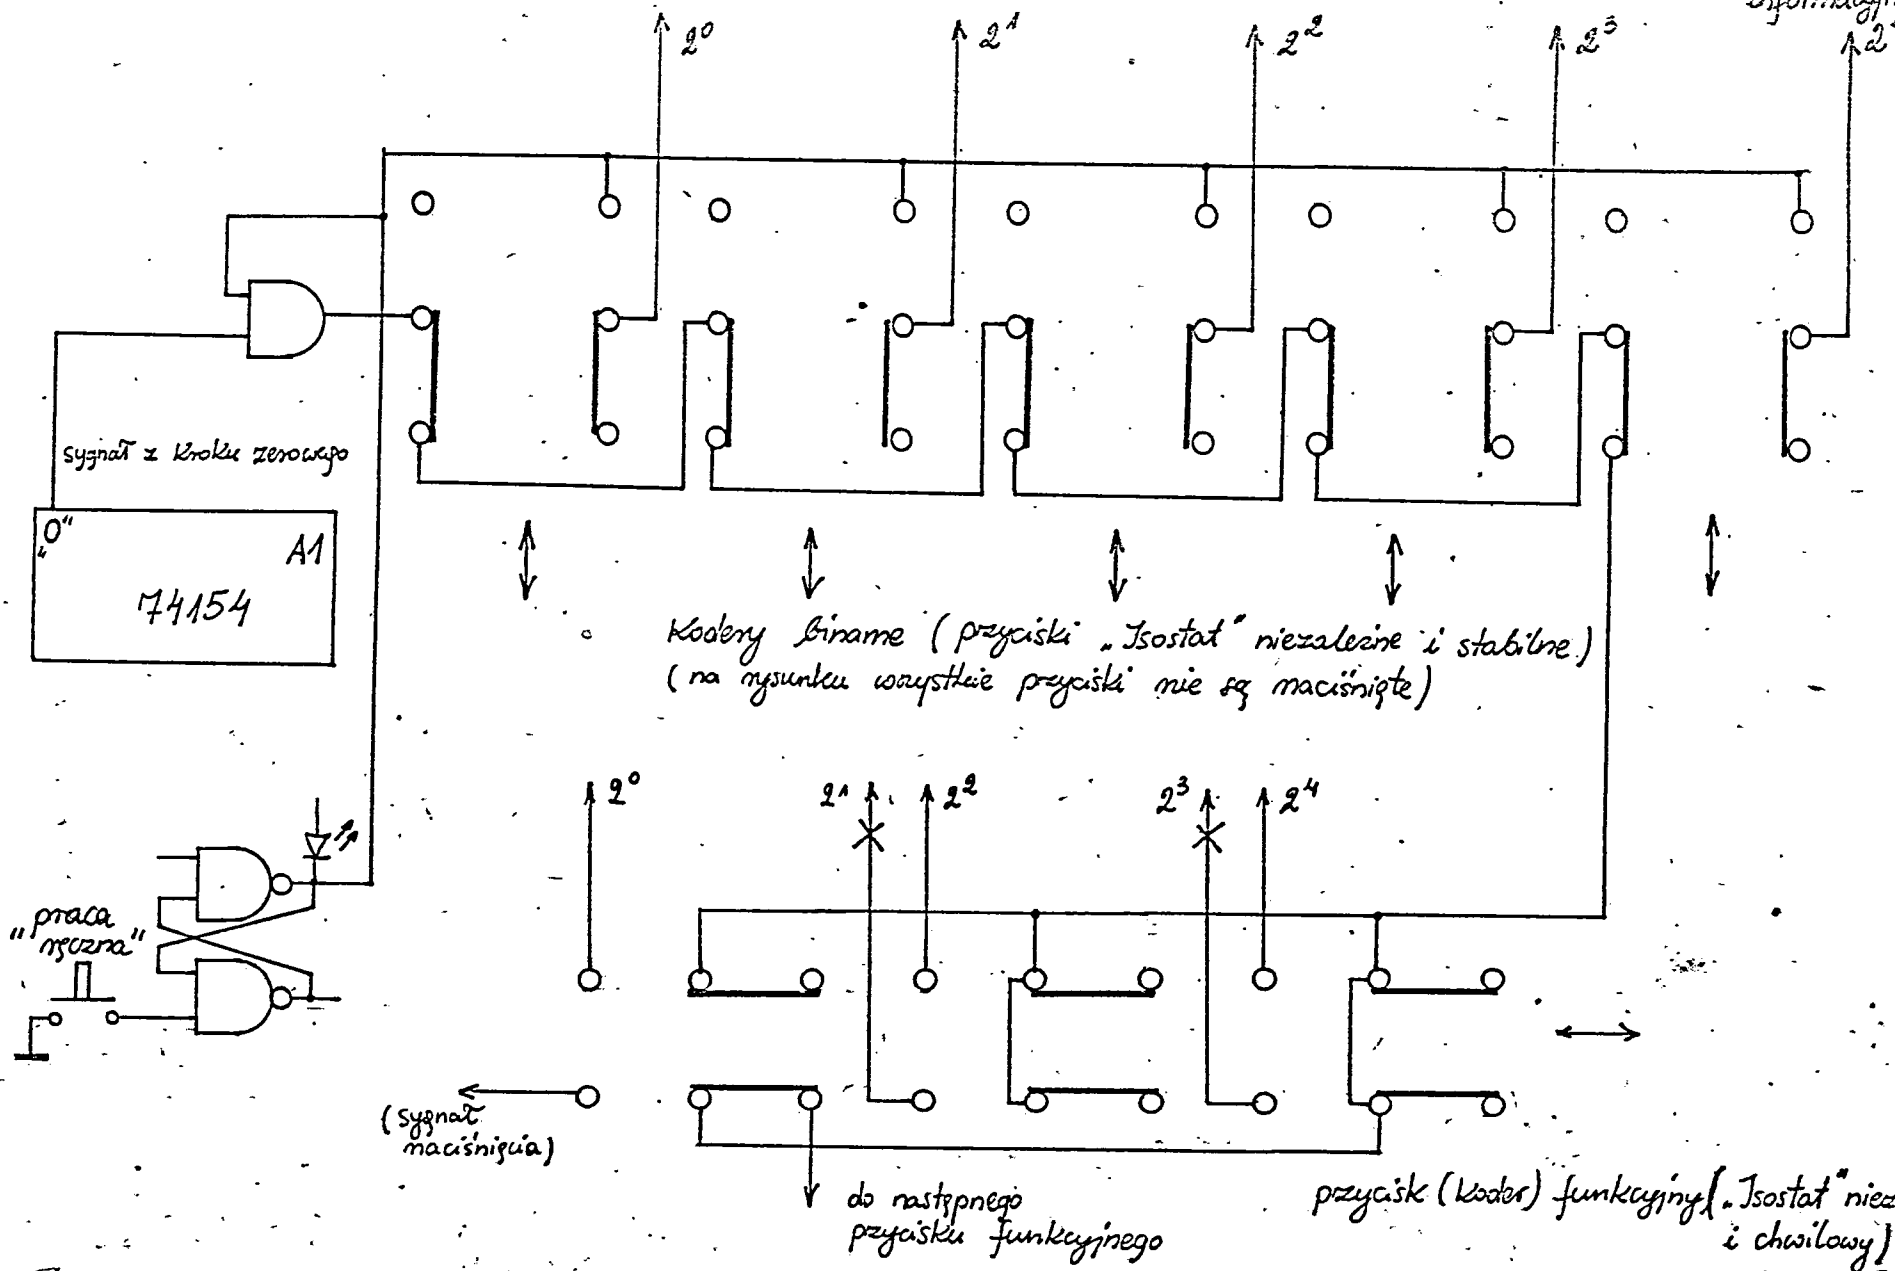 2⁰
2¹
2²
2³
sygnał z kroku zerowego
„0“
A1
74154
Kodery binarne (przyciski „Isostat“ niezależne i stabilne)
(na rysunku wszystkie przyciski nie są naciśnięte)
2⁰
2¹
2²
2³
2⁴
"praca
ręczna"
(sygnał
naciśnięcia)
do następnego
przycisku funkcyjnego
przycisk (koder) funkcyjny („Isostat“
i chwilowy)